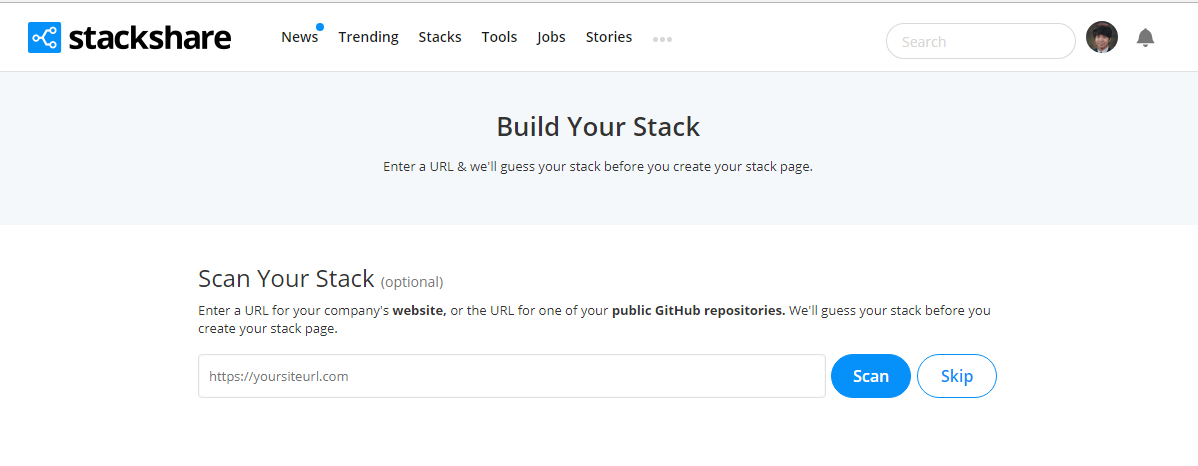 stackshare
News
Trending
Stacks
Tools
Jobs
Stories
Search
Build Your Stack
Enter a URL & we'll guess your stack before you create your stack page.
Scan Your Stack (optional)
Enter a URL for your company's website, or the URL for one of your public GitHub repositories. We'll guess your stack before you
create your stack page.
https://yoursiteurl.com
Scan
Skip